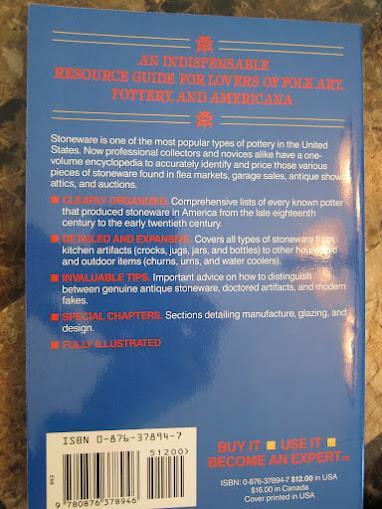 AN INDISPENSABLE
RESOURCE GUIDE FOR LOVERS OF FOLK ART,
POTTERY, AND AMERICANA
Stoneware is one of the most popular types of pottery in the United
States. Now professional collectors and novices alike have a one-
volume encyclopedia to accurately identify and price those various
pieces of stoneware found in flea markets, garage sales, antique shows,
attics, and auctions.
■ CLEARLY ORGANIZED. Comprehensive lists of every known potter
that produced stoneware in America from the late eighteenth
century to the early twentieth century.
■ DETAILED AND EXPANSIVE. Covers all types of stoneware from
kitchen artifacts (crocks, jugs, jars, and bottles) to other household
and outdoor items (churns, urns, and water coolers).
■ INVALUABLE TIPS. Important advice on how to distinguish
between genuine antique stoneware, doctored artifacts, and modern
fakes.
■ SPECIAL CHAPTERS. Sections detailing manufacture, glazing, and
design.
■ FULLY ILLUSTRATED
ISBN 0-876-37894-7
51200>
9 780876 378946
BUY IT ■ USE IT ■
BECOME AN EXPERT™
ISBN: 0-876-37894-7 $12.00 in USA
$16.00 in Canada
Cover printed in USA